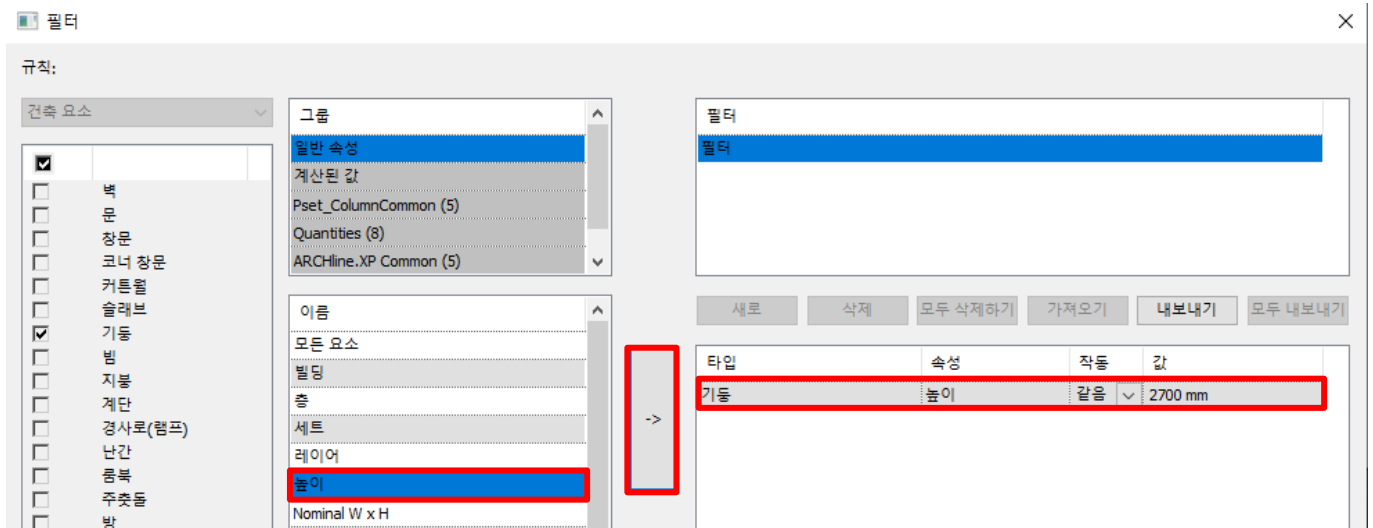 필터
규칙:
건축 요소
벽
문
창문
코너 창문
커튼월
슬래브
기둥
빔
지붕
계단
경사로(램프)
난간
룸북
주춧돌
방
그룹
일반 속성
계산된 값
Pset_ColumnCommon (5)
Quantities (8)
ARCHline.XP Common (5)
이름
모든 요소
빌딩
층
세트
레이어
높이
Nominal W x H
->
필터
필터
새로 삭제 모두 삭제하기 가져오기 내보내기 모두 내보내기
타입 속성 작동 값
기둥 높이 같음 2700 mm